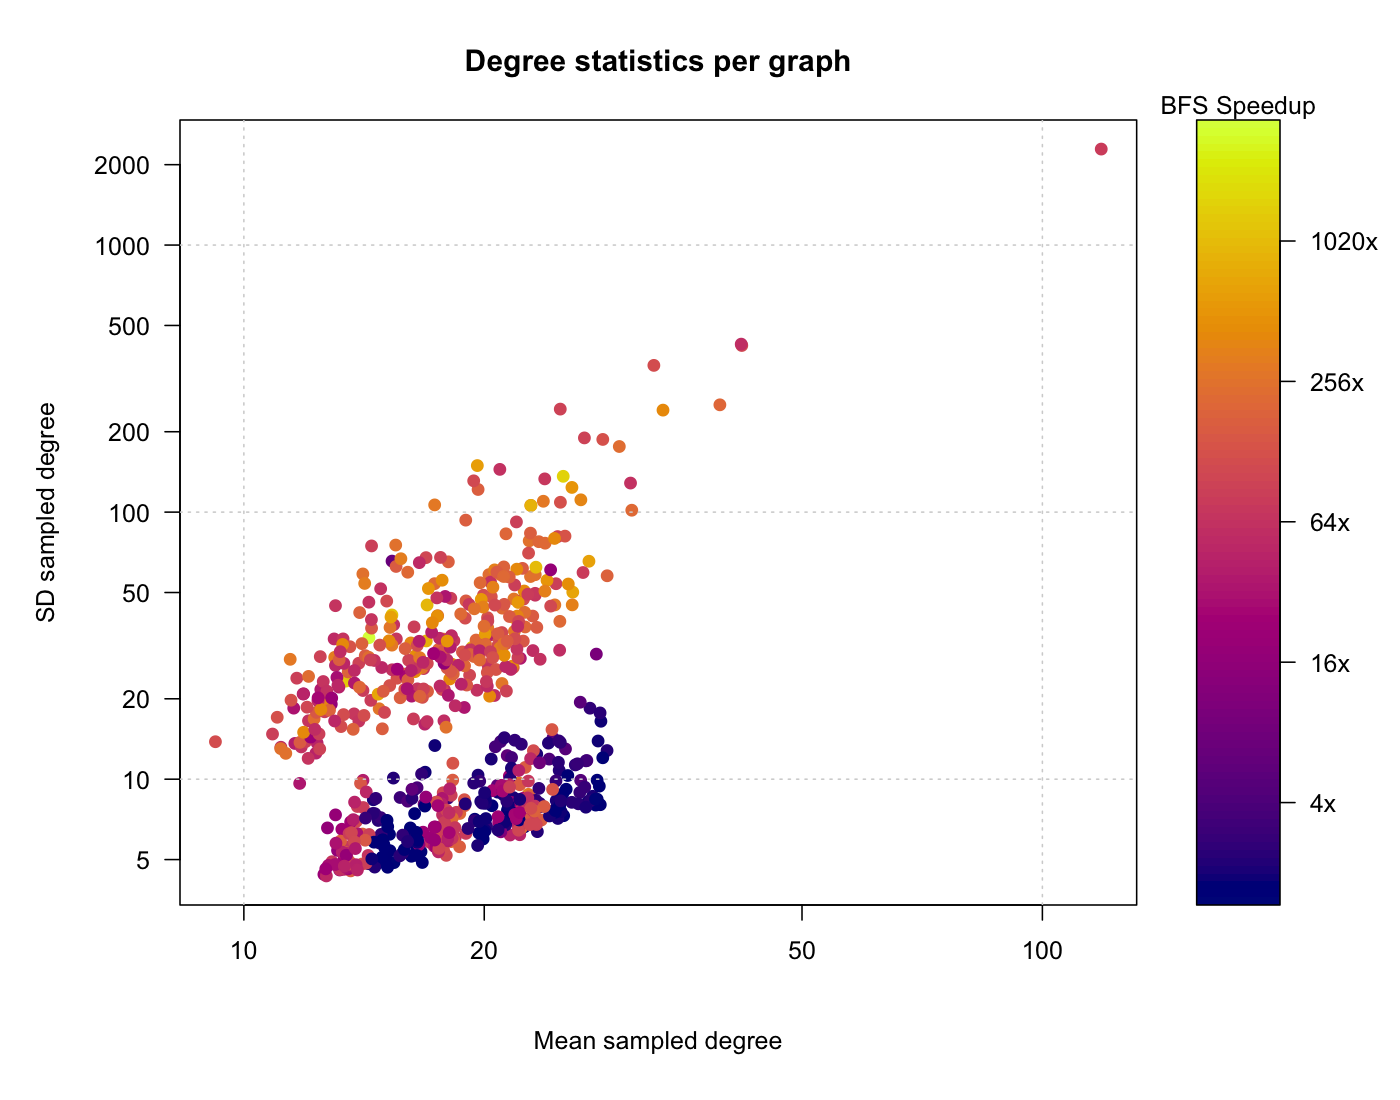 Degree statistics per graph
BFS Speedup
2000
1000
500
200
100
50
20
10
5
SD sampled degree
10
20
50
100
Mean sampled degree
1020x
256x
64x
16x
4x